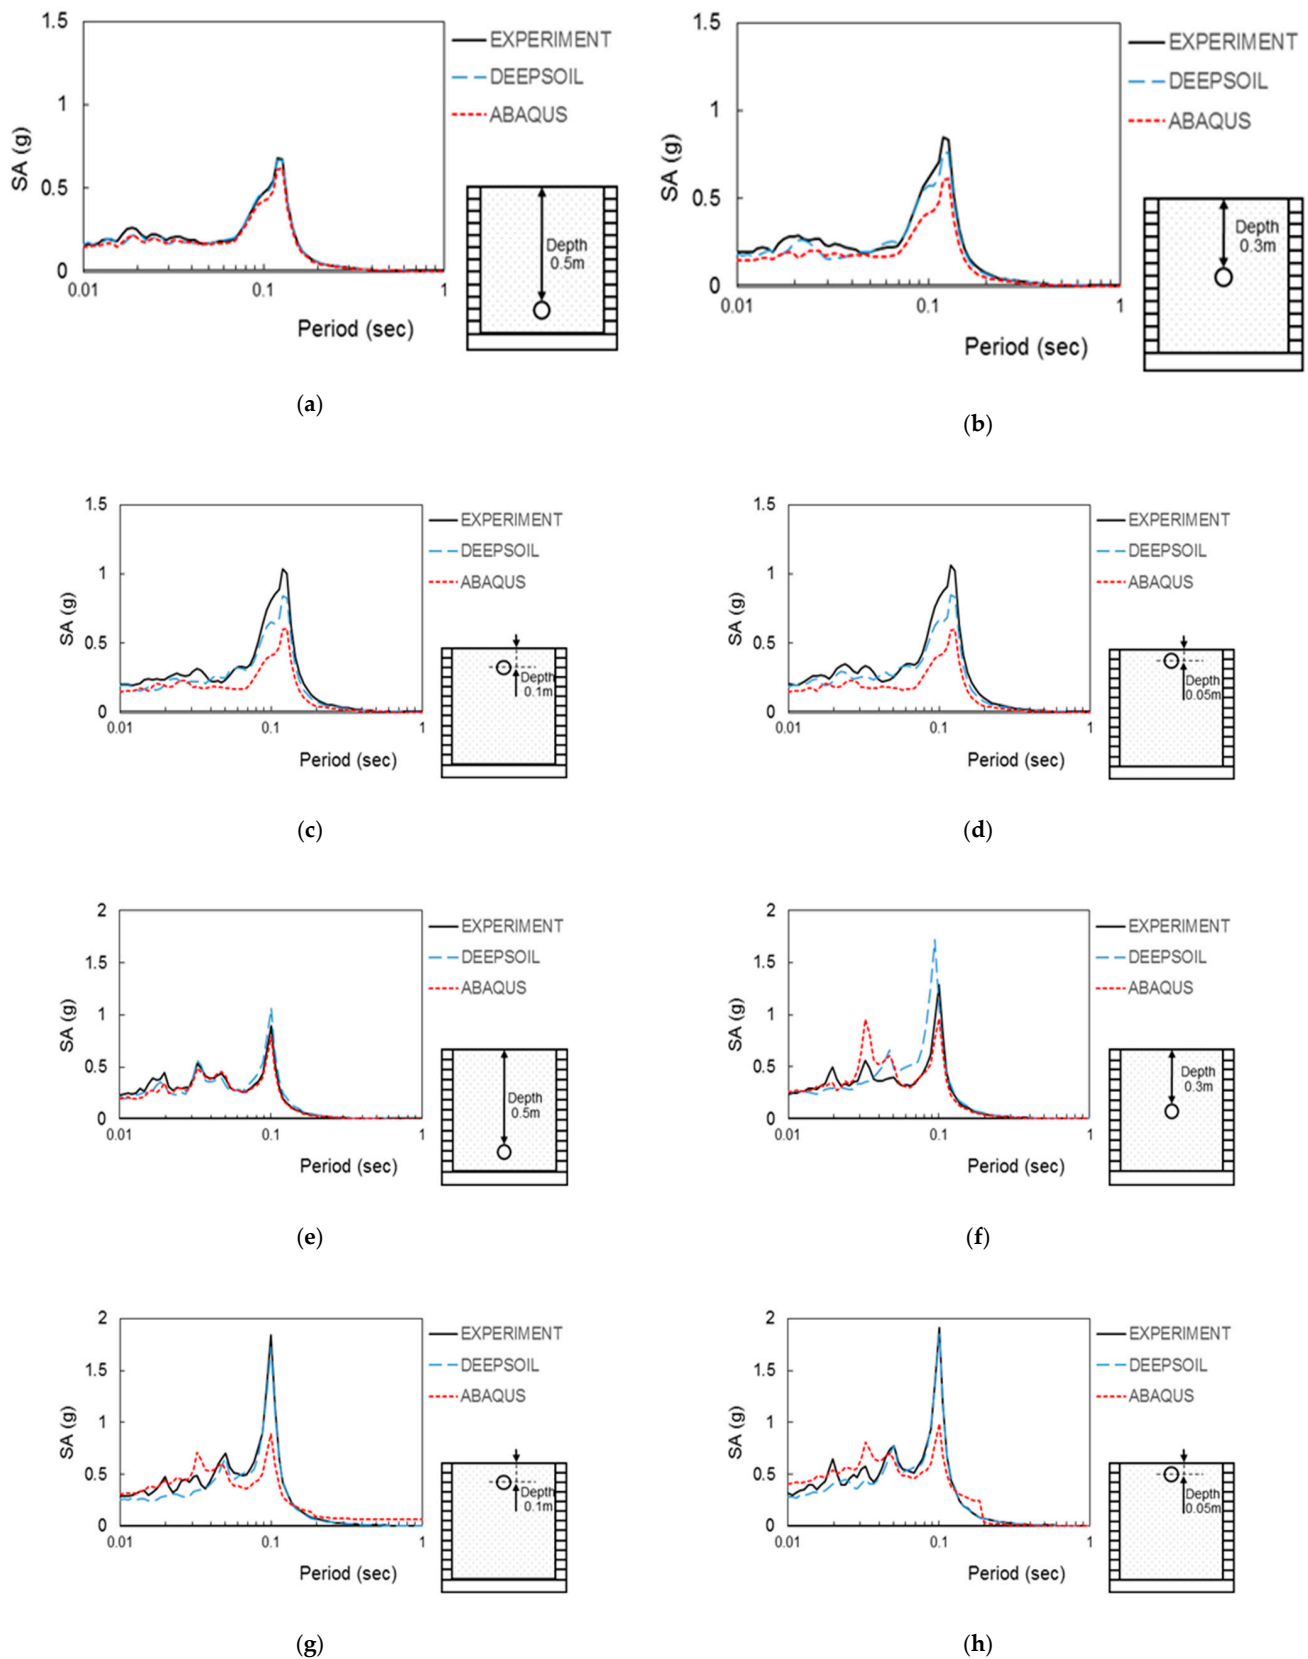 1.5
1
0.5
0
SA (g)
0.01
0.1
1
Period (sec)
EXPERIMENT
DEEPSOIL
ABAQUS
Depth
0.5m
(a)
1.5
1
0.5
0
SA (g)
0.01
0.1
1
Period (sec)
EXPERIMENT
DEEPSOIL
ABAQUS
Depth
0.3m
(b)
1.5
1
0.5
0
SA (g)
0.01
0.1
1
Period (sec)
EXPERIMENT
DEEPSOIL
ABAQUS
Depth
0.1m
(c)
1.5
1
0.5
0
SA (g)
0.01
0.1
1
Period (sec)
EXPERIMENT
DEEPSOIL
ABAQUS
Depth
0.05m
(d)
2
1.5
1
0.5
0
SA (g)
0.01
0.1
1
Period (sec)
EXPERIMENT
DEEPSOIL
ABAQUS
Depth
0.5m
(e)
2
1.5
1
0.5
0
SA (g)
0.01
0.1
1
Period (sec)
EXPERIMENT
DEEPSOIL
ABAQUS
Depth
0.3m
(f)
2
1.5
1
0.5
0
SA (g)
0.01
0.1
1
Period (sec)
EXPERIMENT
DEEPSOIL
ABAQUS
Depth
0.1m
(g)
2
1.5
1
0.5
0
SA (g)
0.01
0.1
1
Period (sec)
EXPERIMENT
DEEPSOIL
ABAQUS
Depth
0.05m
(h)